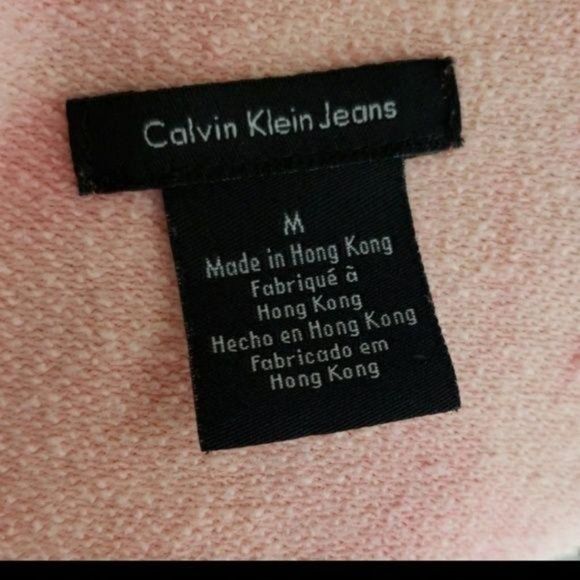 Calvin Klein Jeans
M
Made in Hong Kong
Fabriqué à
Hong Kong
Hecho en Hong Kong
Fabricado em
Hong Kong